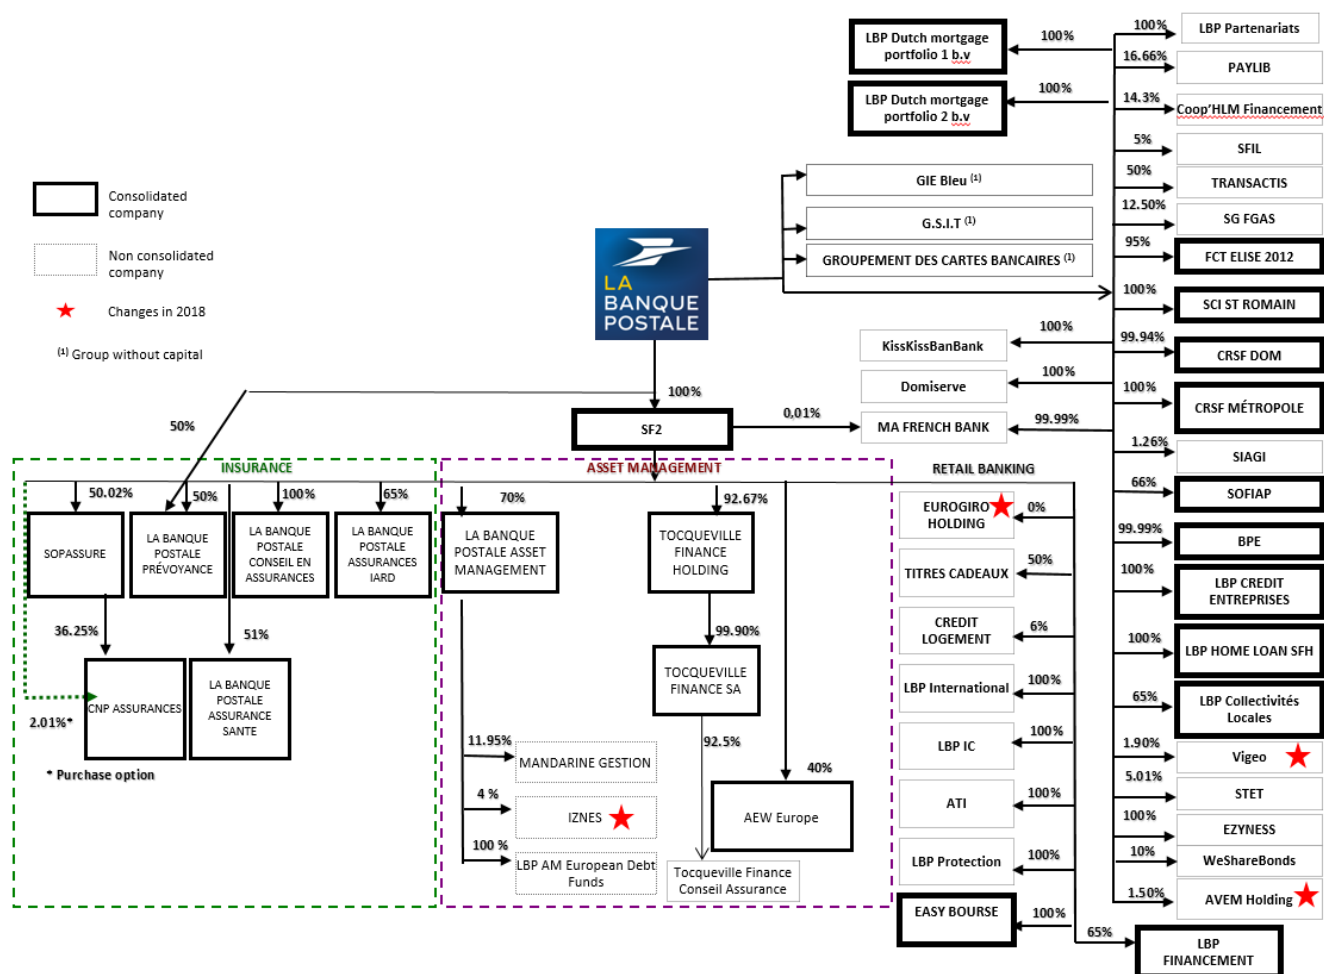 LBP Dutch mortgage
portfolio 1 b.v
100%
LBP Dutch mortgage
portfolio 2 b.v
100%
100%
LBP Partenariats
16.66%
PAYLIB
14.3%
Coop'HLM Financement
5%
SFIL
50%
TRANSACTIS
12.50%
SG FGAS
95%
FCT ELISE 2012
100%
SCI ST ROMAIN
99.94%
CRSF DOM
100%
CRSF MÉTROPOLE
1.26%
SIAGI
66%
SOFIAP
99.99%
BPE
100%
LBP CREDIT
ENTREPRISES
100%
LBP HOME LOAN SFH
65%
LBP Collectivités
Locales
1.90%
Vigeo
5.01%
STET
100%
EZYNESS
10%
WeShareBonds
1.50%
AVEM Holding
Consolidated
company
Non consolidated
company
Changes in 2018
(1) Group without capital
LA
BANQUE
POSTALE
GIE Bleu (1)
G.S.I.T (1)
GROUPEMENT DES CARTES BANCAIRES (1)
KissKissBanBank
100%
Domiserve
100%
MA FRENCH BANK
99.99%
100%
SF2
0,01%
50%
INSURANCE
50.02%
50%
100%
65%
SOPASSURE
LA BANQUE
POSTALE
PRÉVOYANCE
LA BANQUE
POSTALE
CONSEIL EN
ASSURANCES
LA BANQUE
POSTALE
ASSURANCES
IARD
36.25%
51%
CNP ASSURANCES
LA BANQUE
POSTALE
ASSURANCE
SANTE
2.01%*
* Purchase option
ASSET MANAGEMENT
70%
LA BANQUE
POSTALE ASSET
MANAGEMENT
92.67%
TOCQUEVILLE
FINANCE
HOLDING
99.90%
TOCQUEVILLE
FINANCE SA
92.5%
Tocqueville Finance
Conseil Assurance
11.95%
MANDARINE GESTION
4 %
IZNES
100 %
LBP AM European Debt
Funds
40%
AEW Europe
RETAIL BANKING
EUROGIRO
HOLDING
0%
TITRES CADEAUX
50%
CREDIT
LOGEMENT
6%
LBP International
100%
LBP IC
100%
ATI
100%
LBP Protection
100%
EASY BOURSE
100%
65%
LBP
FINANCEMENT